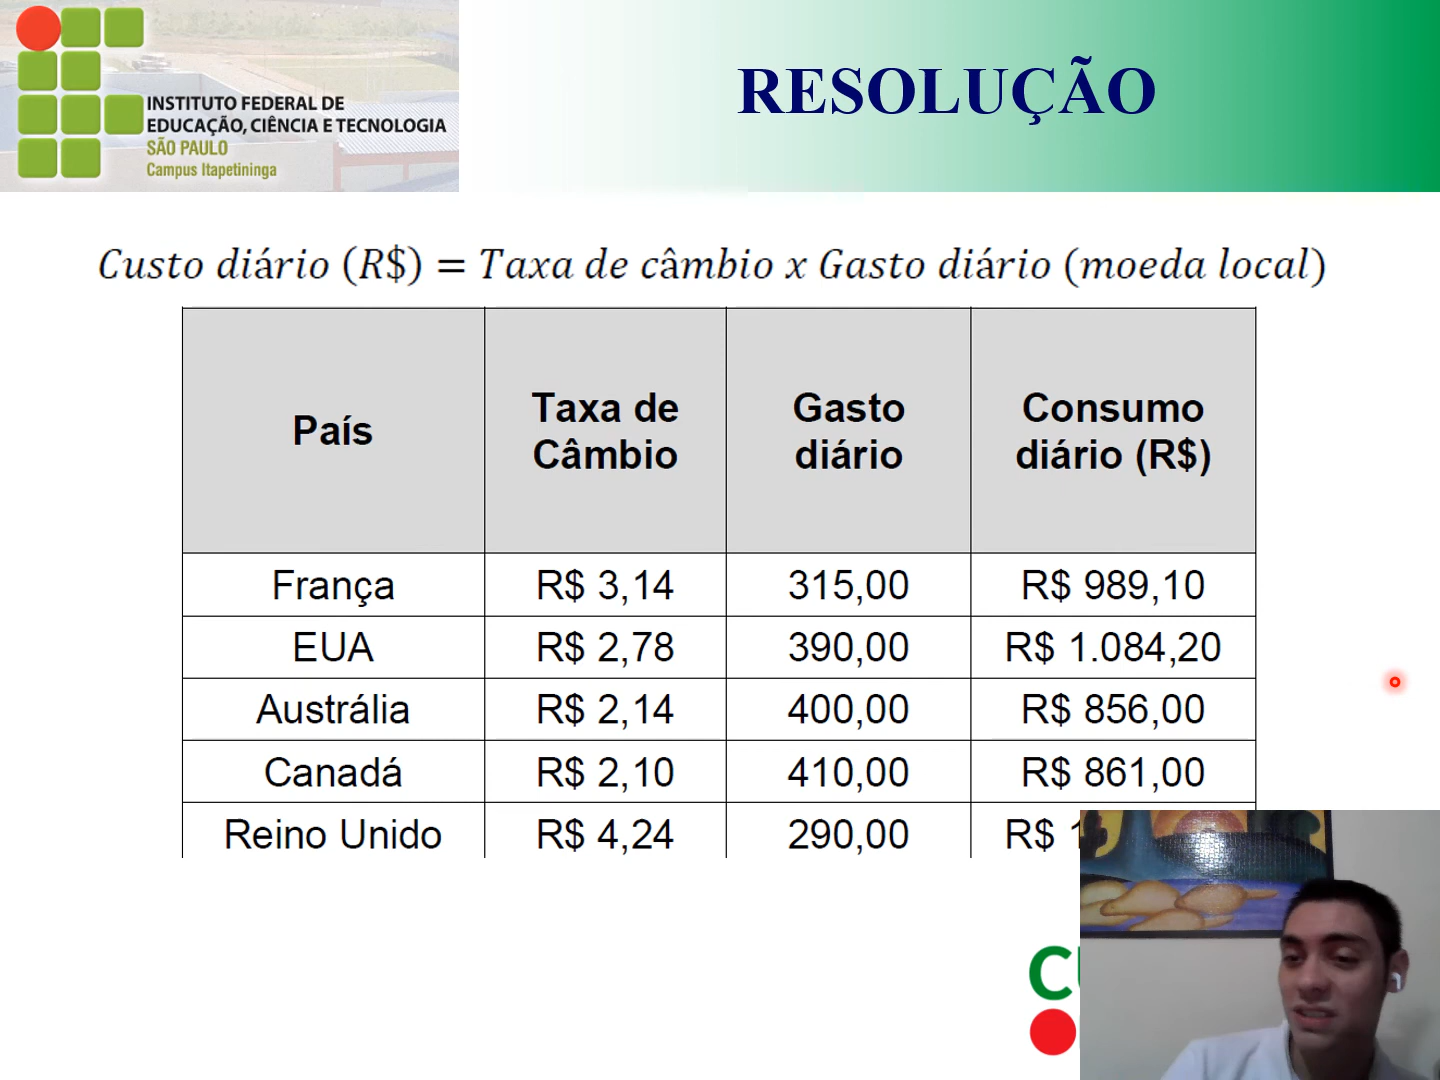 INSTITUTO FEDERAL DE
EDUCAÇÃO, CIÊNCIA E TECNOLOGIA
SÃO PAULO
Campus Itapetininga
RESOLUÇÃO
Custo diário (R$) = Taxa de câmbio x Gasto diário (moeda local)
País Taxa de Câmbio Gasto diário Consumo diário (R$)
França R$ 3,14 315,00 R$ 989,10
EUA R$ 2,78 390,00 R$ 1.084,20
Austrália R$ 2,14 400,00 R$ 856,00
Canadá R$ 2,10 410,00 R$ 861,00
Reino Unido R$ 4,24 290,00 R$ 1